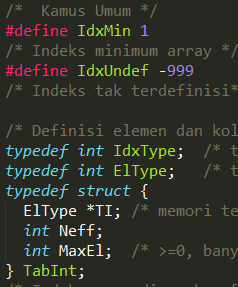 /*  Kamus Umum */
#define IdxMin 1
/* Indeks minimum array */
#define IdxUndef -999
/* Indeks tak terdefinisi*
/* Definisi elemen dan kol
typedef int IdxType;  /* t
typedef int ElType;  /* t
typedef struct {
  ElType *TI; /* memori te
  int Neff;
  int MaxEl;  /* >=0, bany
} TabInt;